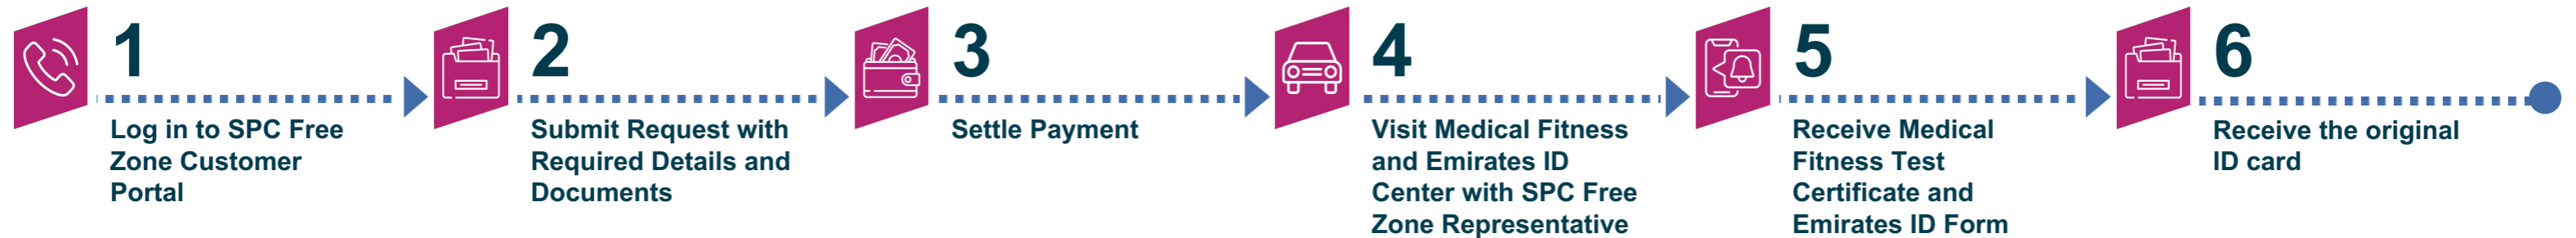 1
Log in to SPC Free
Zone Customer
Portal
2
Submit Request with
Required Details and
Documents
3
Settle Payment
4
Visit Medical Fitness
and Emirates ID
Center with SPC Free
Zone Representative
5
Receive Medical
Fitness Test
Certificate and
Emirates ID Form
6
Receive the original
ID card